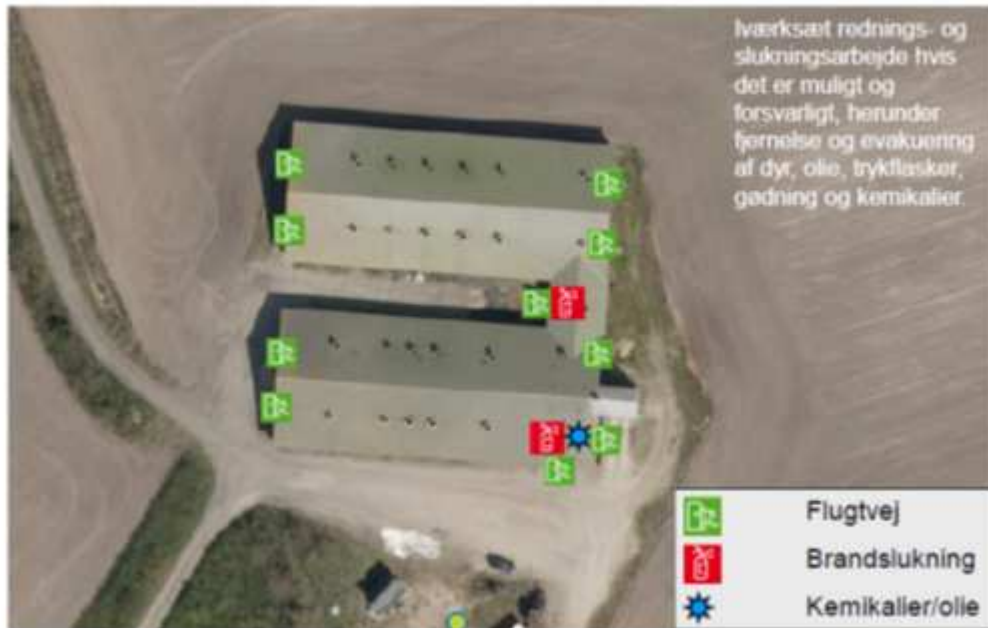 Iværksæt rednings- og
slukningsarbejde hvis
det er muligt og
forsvarligt, herunder
fjernelse og evakuering
af dyr, olie, trykflasker,
gødning og kemikalier.
Flugtvej
Brandslukning
Kemikalier/olie